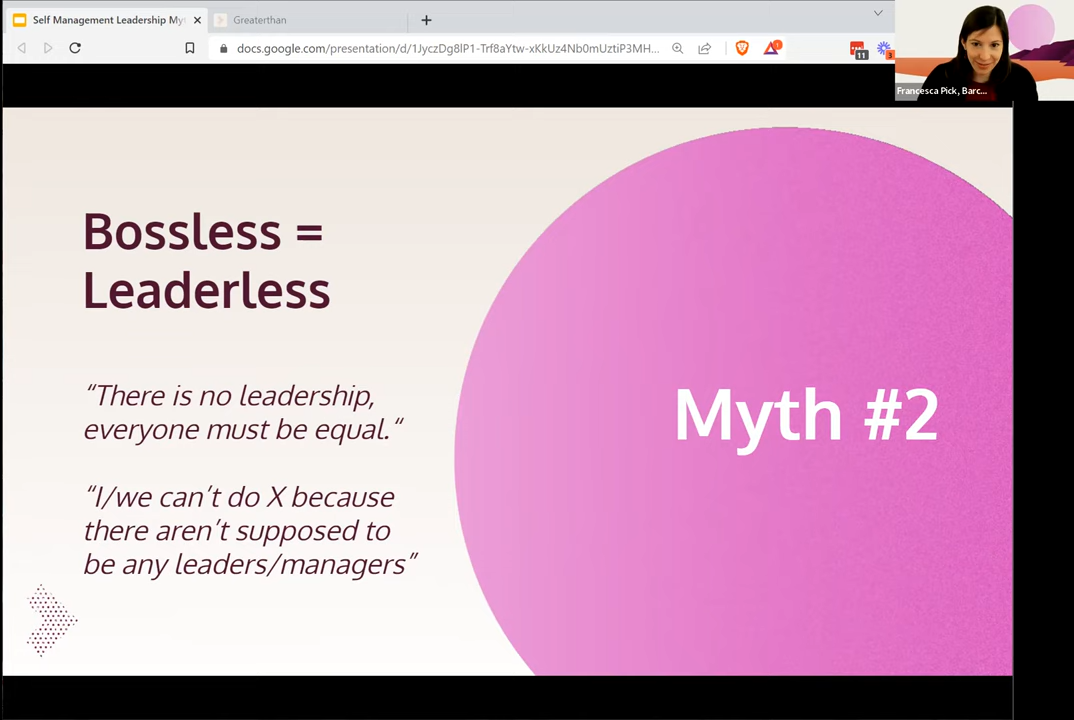 Self Management Leadership My
Greaterthan
docs.google.com/presentation/d/1JyczDg8lP1-Trf8aYtw-xKkUz4Nb0mUztiP3MH...
11
3
Francesca Pick, Barc...
Bossless =
Leaderless
“There is no leadership,
everyone must be equal.“
“I/we can’t do X because
there aren’t supposed to
be any leaders/managers”
Myth #2